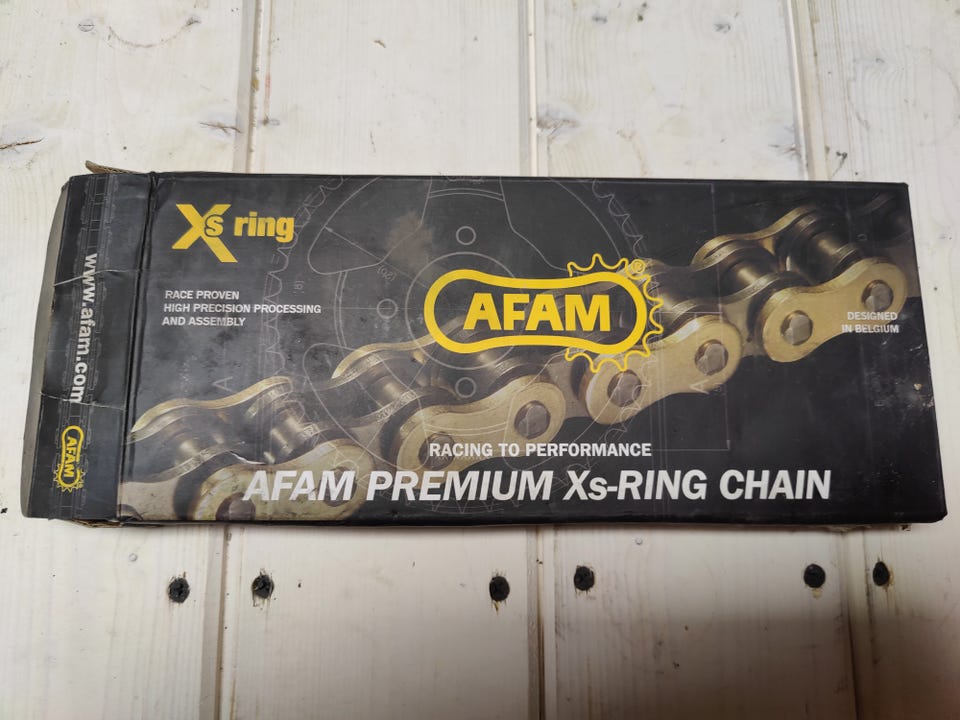 Xs ring
RACE PROVEN
HIGH PRECISION PROCESSING
AND ASSEMBLY
AFAM®
DESIGNED
IN BELGIUM
RACING TO PERFORMANCE
AFAM PREMIUM Xs-RING CHAIN
www.afam.com
AFAM